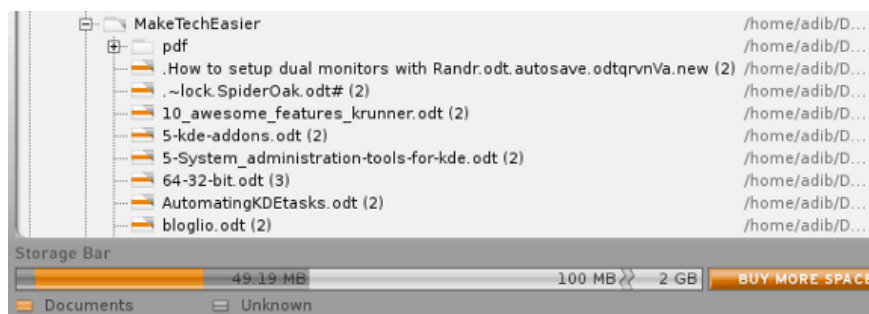 MakeTechEasier /home/adib/D...
pdf /home/adib/D...
.How to setup dual monitors with Randr.odt.autosave.odtqrvnVa.new (2) /home/adib/D...
.~lock.SpiderOak.odt# (2) /home/adib/D...
10_awesome_features_krunner.odt (2) /home/adib/D...
5-kde-addons.odt (2) /home/adib/D...
5-System_administration-tools-for-kde.odt (2) /home/adib/D...
64-32-bit.odt (3) /home/adib/D...
AutomatingKDEtasks.odt (2) /home/adib/D...
bloglio.odt (2) /home/adib/D...
Storage Bar
49.19 MB 100 MB 2 GB BUY MORE SPACE
Documents Unknown